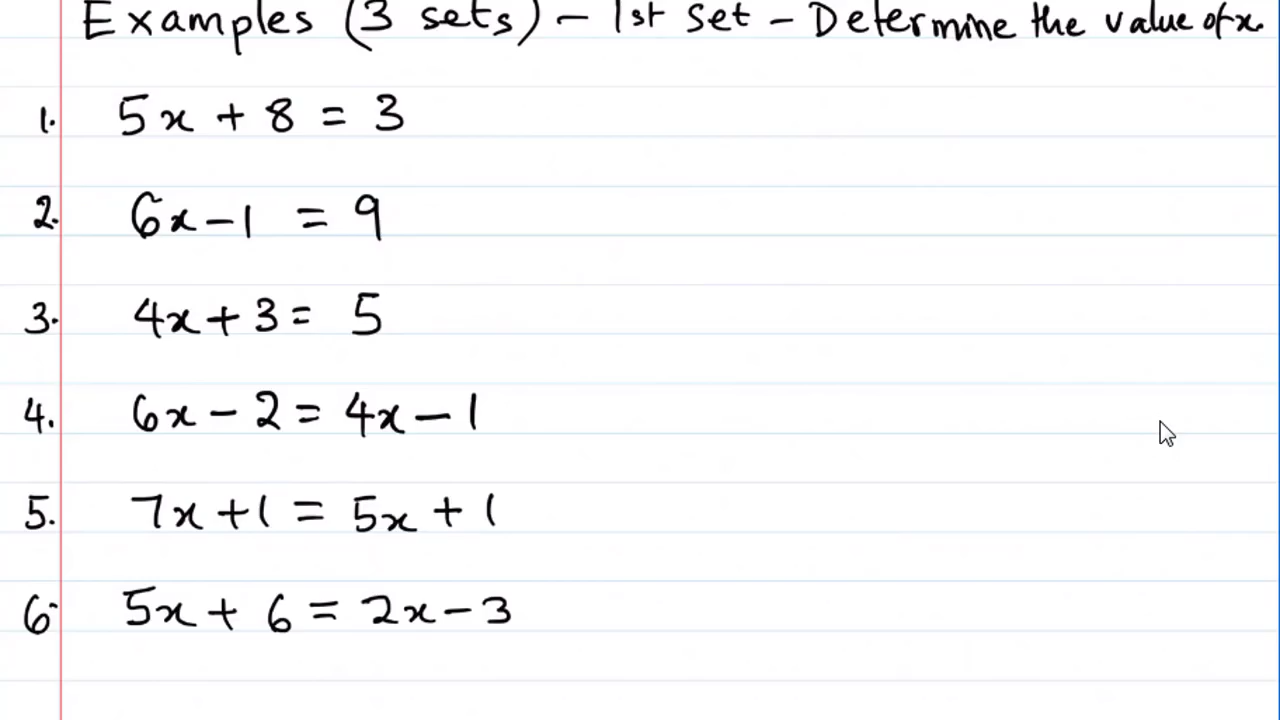 Examples (3 sets) - 1st set - Determine the value of x.
1. 5x + 8 = 3
2. 6x - 1 = 9
3. 4x + 3 = 5
4. 6x - 2 = 4x - 1
5. 7x + 1 = 5x + 1
6. 5x + 6 = 2x - 3